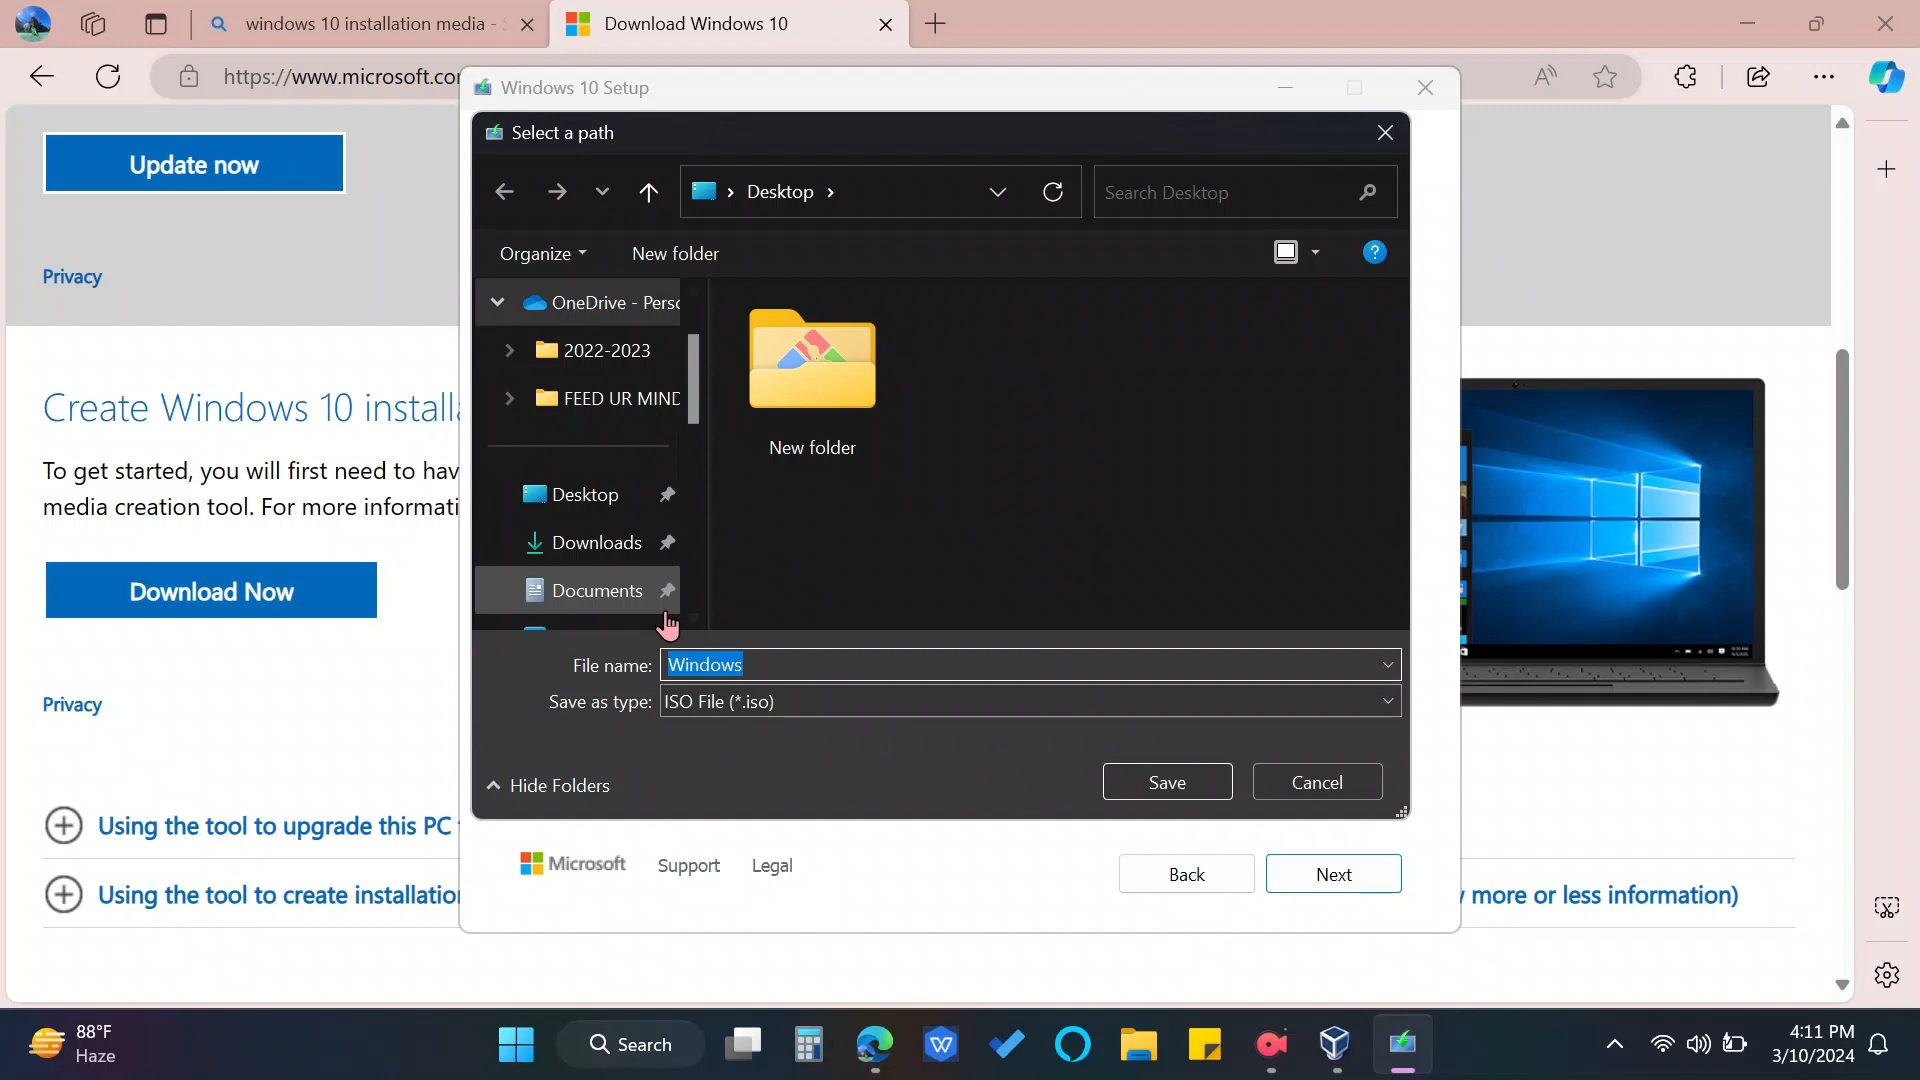 windows 10 installation media -
Download Windows 10
https://www.microsoft.co
Windows 10 Setup
Select a path
Desktop
Search Desktop
Organize
New folder
Update now
Privacy
OneDrive - Pers
2022-2023
FEED UR MIND
New folder
Desktop
Downloads
Documents
Create Windows 10 install
To get started, you will first need to hav
media creation tool. For more informati
Download Now
Privacy
File name: Windows
Save as type: ISO File (*.iso)
Hide Folders
Save
Cancel
Using the tool to upgrade this PC
Microsoft
Support
Legal
Back
Next
Using the tool to create installation
more or less information)
88°F
Haze
Search
4:11 PM
3/10/2024